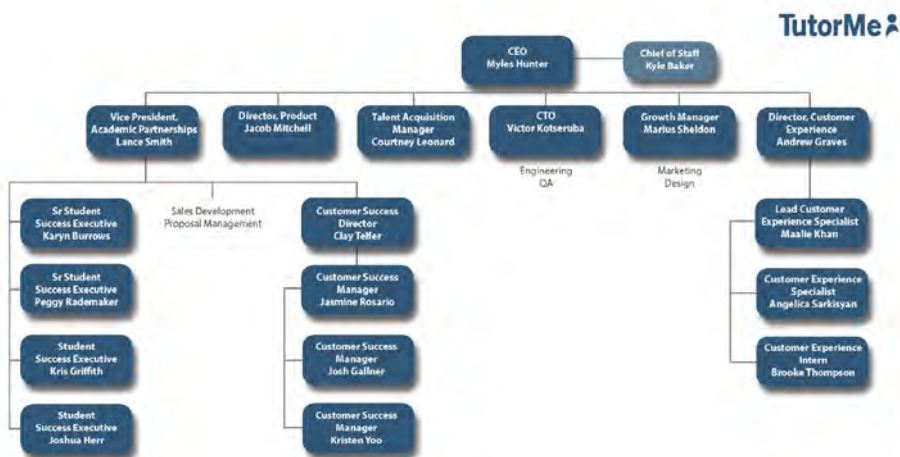 TutorMe
CEO
Myles Hunter
Chief of Staff
Kyle Baker
Vice President,
Academic Partnerships
Lance Smith
Director, Product
Jacob Mitchell
Talent Acquisition
Manager
Courtney Leonard
CTO
Victor Kotseruba
Growth Manager
Marius Sheldon
Director, Customer
Experience
Andrew Graves
Engineering
QA
Marketing
Design
Sr Student
Success Executive
Karyn Burrows
Sales Development
Proposal Management
Customer Success
Director
Clay Telfer
Lead Customer
Experience Specialist
Maalie Khan
Sr Student
Success Executive
Peggy Rademaker
Customer Success
Manager
Jasmine Rosario
Customer Experience
Specialist
Angelica Sarkisyan
Student
Success Executive
Kris Griffith
Customer Success
Manager
Josh Gallner
Customer Experience
Intern
Brooke Thompson
Student
Success Executive
Joshua Herr
Customer Success
Manager
Kristen Yoo